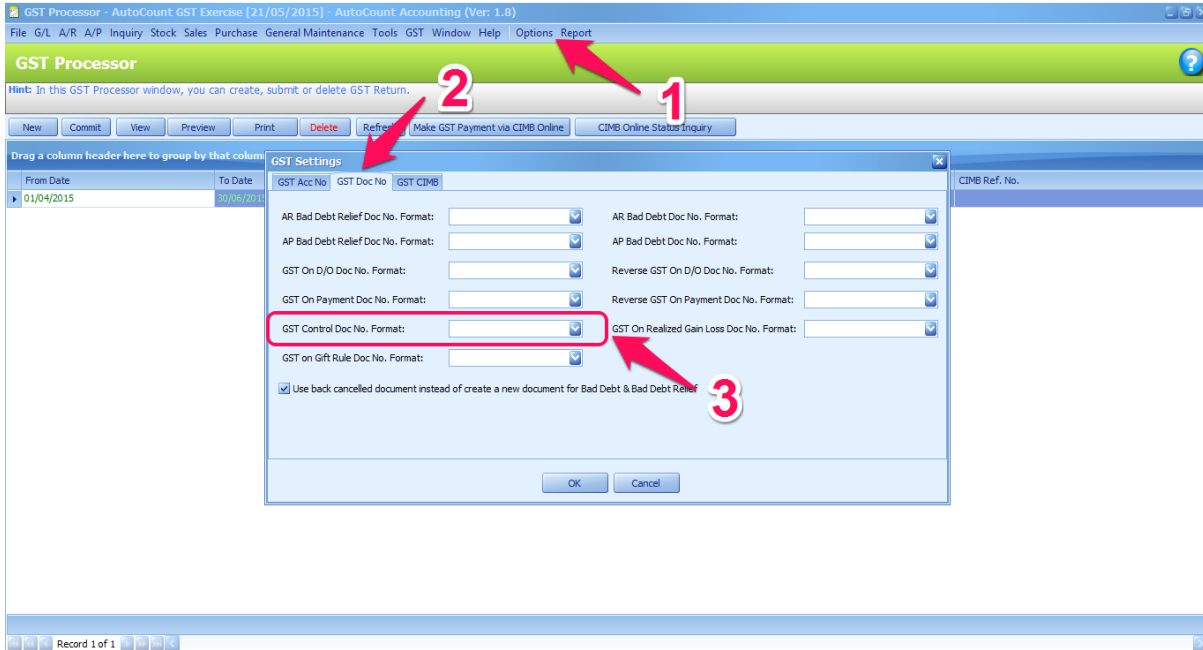 GST Processor - AutoCount GST Exercise [21/05/2015] - AutoCount Accounting (Ver: 1.8)
File G/L A/R A/P Inquiry Stock Sales Purchase General Maintenance Tools GST Window Help Options Report
GST Processor
?
Hint: In this GST Processor window, you can create, submit or delete GST Return.
2
1
New Commit View Preview Print Delete Refresh Make GST Payment via CIMB Online CIMB Online Status Inquiry
Drag a column header here to group by that colum
GST Settings
From Date To Date CIMB Ref. No.
GST Acc No GST Doc No GST CIMB
01/04/2015 30/06/2015
AR Bad Debt Relief Doc No. Format: AR Bad Debt Doc No. Format:
AP Bad Debt Relief Doc No. Format: AP Bad Debt Doc No. Format:
GST On D/O Doc No. Format: Reverse GST On D/O Doc No. Format:
GST On Payment Doc No. Format: Reverse GST On Payment Doc No. Format:
GST Control Doc No. Format: GST On Realized Gain Loss Doc No. Format:
GST on Gift Rule Doc No. Format:
Use back cancelled document instead of create a new document for Bad Debt & Bad Debt Relief
3
OK Cancel
Record 1 of 1